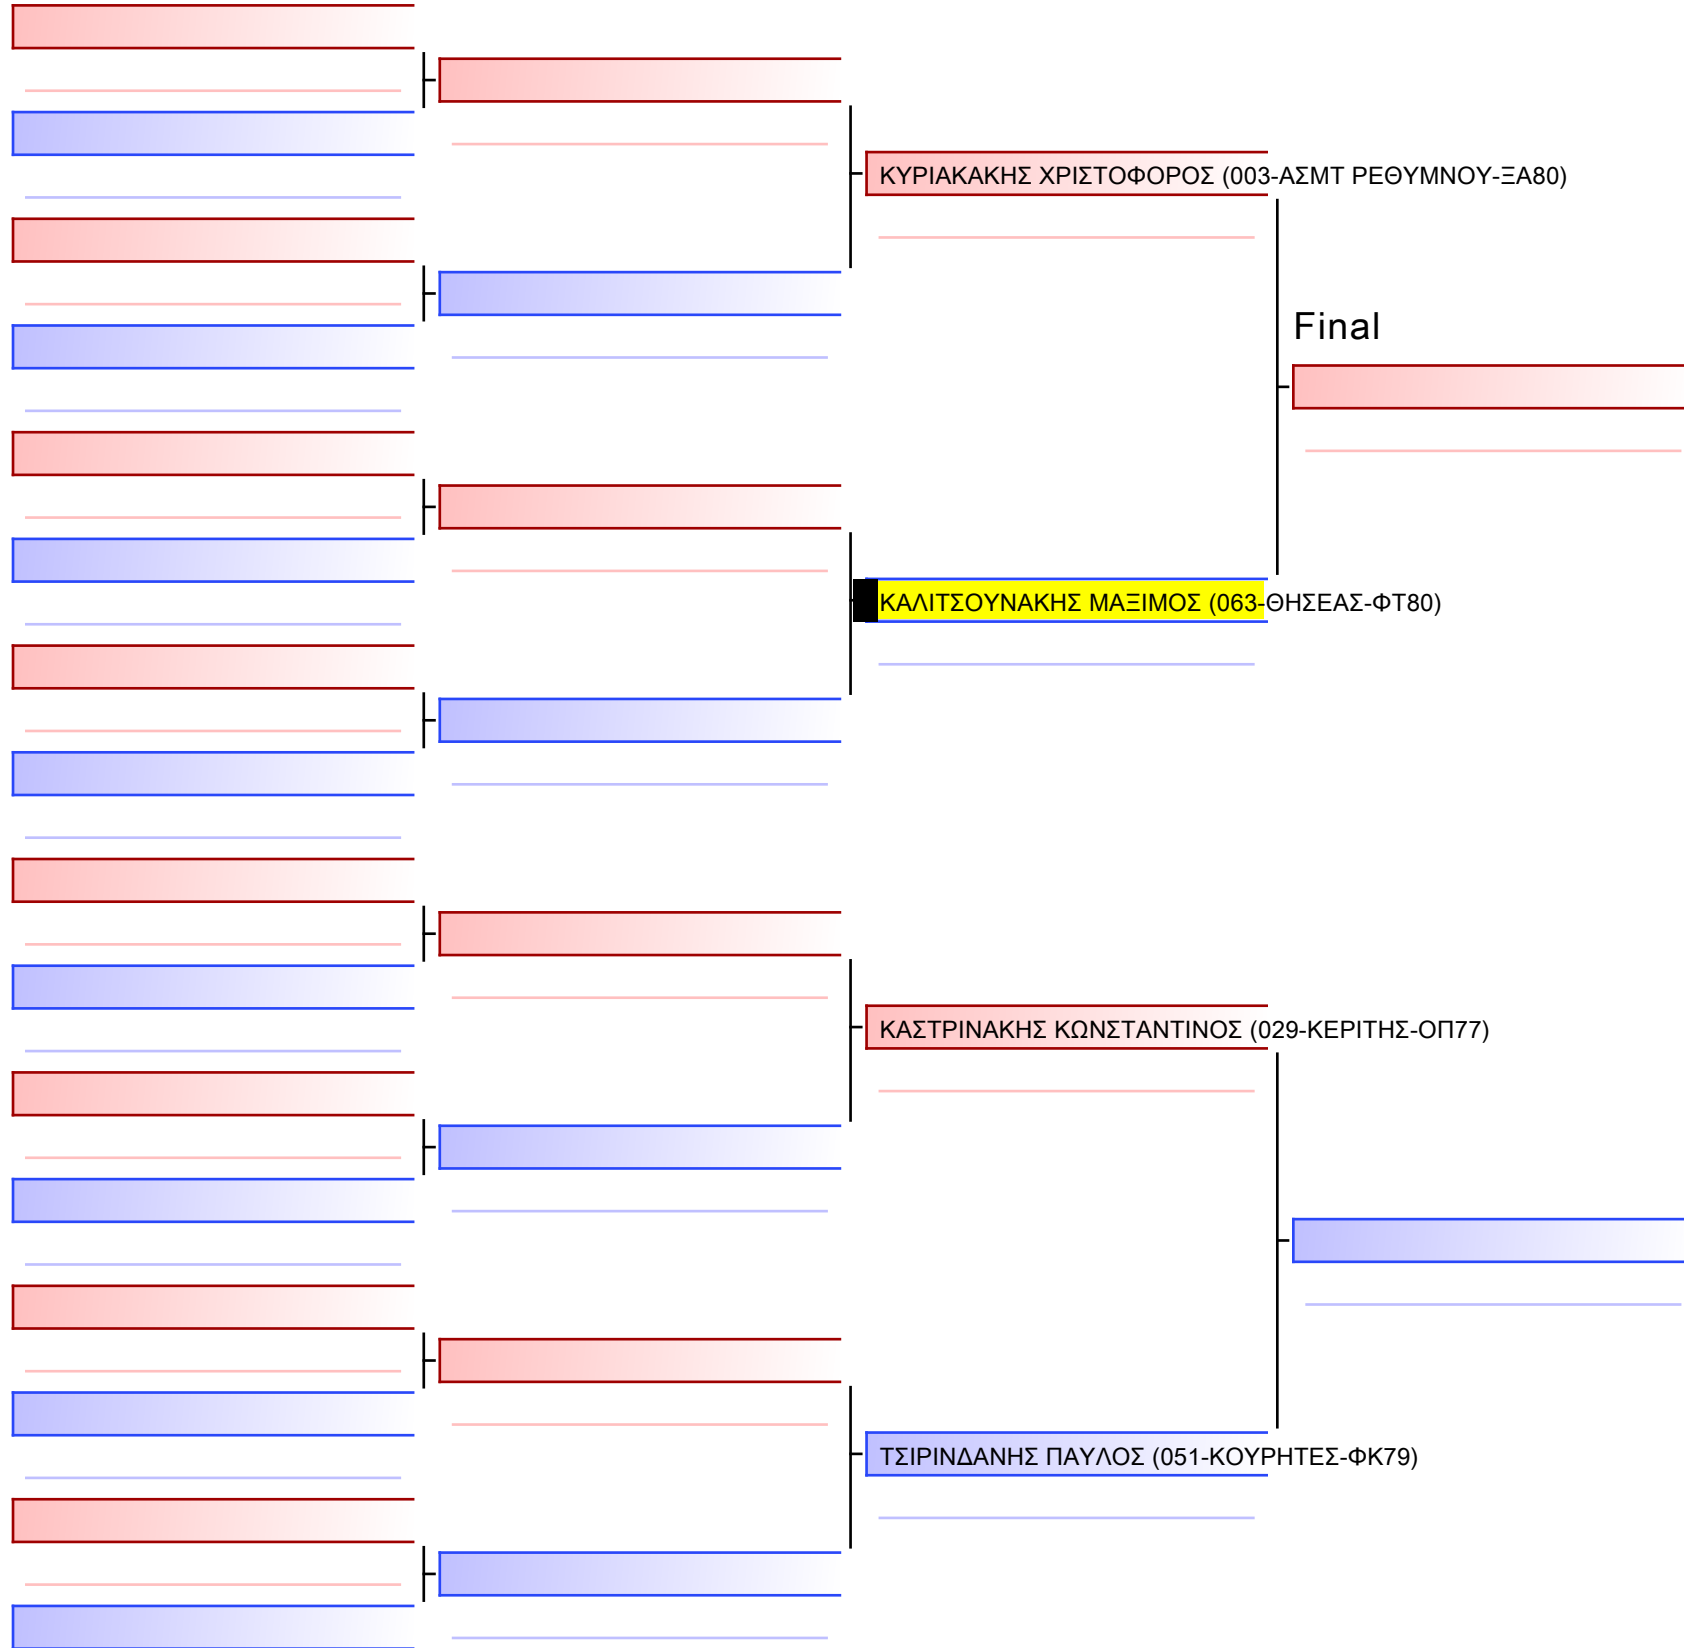 ΚΥΡΙΑΚΑΚΗΣ ΧΡΙΣΤΟΦΟΡΟΣ (003-ΑΣΜΤ ΡΕΘΥΜΝΟΥ-ΞΑ80)
Final
ΚΑΛΙΤΣΟΥΝΑΚΗΣ ΜΑΞΙΜΟΣ (063-ΘΗΣΕΑΣ-ΦΤ80)
ΚΑΣΤΡΙΝΑΚΗΣ ΚΩΝΣΤΑΝΤΙΝΟΣ (029-ΚΕΡΙΤΗΣ-ΟΠ77)
ΤΣΙΡΙΝΔΑΝΗΣ ΠΑΥΛΟΣ (051-ΚΟΥΡΗΤΕΣ-ΦΚ79)